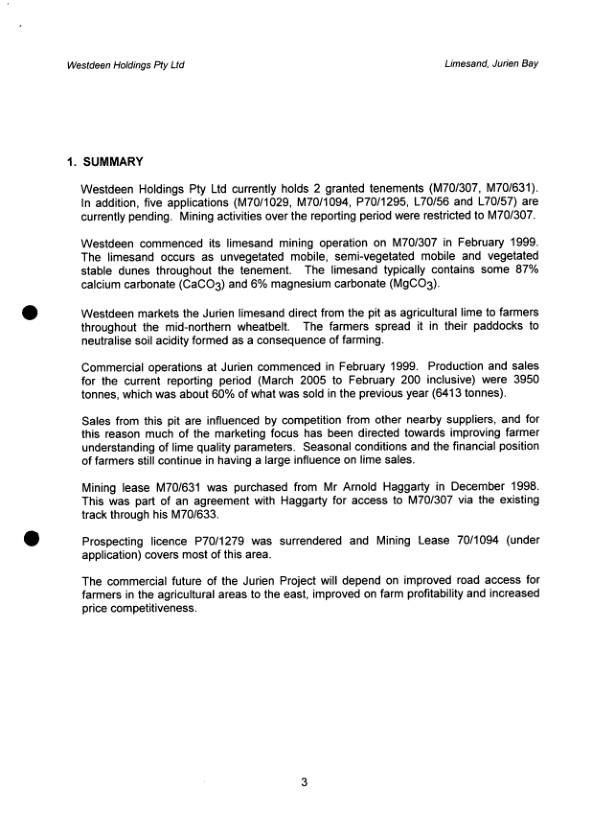 Westdeen Holdings Pty Ltd
Limesand, Jurien Bay
1. SUMMARY
Westdeen Holdings Pty Ltd currently holds 2 granted tenements (M70/307, M70/631).
In addition, five applications (M70/1029, M70/1094, P70/1295, L70/56 and L70/57) are
currently pending. Mining activities over the reporting period were restricted to M70/307.
Westdeen commenced its limesand mining operation on M70/307 in February 1999.
The limesand occurs as unvegetated mobile, semi-vegetated mobile and vegetated
stable dunes throughout the tenement. The limesand typically contains some 87%
calcium carbonate (CaCO3) and 6% magnesium carbonate (MgCO3).
Westdeen markets the Jurien limesand direct from the pit as agricultural lime to farmers
throughout the mid-northern wheatbelt. The farmers spread it in their paddocks to
neutralise soil acidity formed as a consequence of farming.
Commercial operations at Jurien commenced in February 1999. Production and sales
for the current reporting period (March 2005 to February 200 inclusive) were 3950
tonnes, which was about 60% of what was sold in the previous year (6413 tonnes).
Sales from this pit are influenced by competition from other nearby suppliers, and for
this reason much of the marketing focus has been directed towards improving farmer
understanding of lime quality parameters. Seasonal conditions and the financial position
of farmers still continue in having a large influence on lime sales.
Mining lease M70/631 was purchased from Mr Arnold Haggarty in December 1998.
This was part of an agreement with Haggarty for access to M70/307 via the existing
track through his M70/633.
Prospecting licence P70/1279 was surrendered and Mining Lease 70/1094 (under
application) covers most of this area.
The commercial future of the Jurien Project will depend on improved road access for
farmers in the agricultural areas to the east, improved on farm profitability and increased
price competitiveness.
3